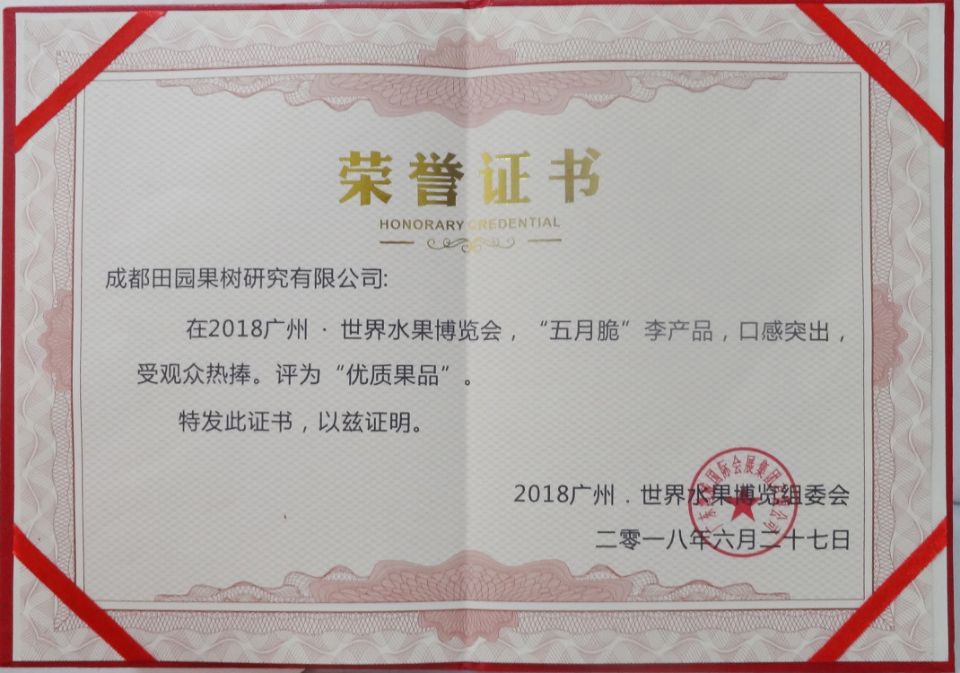 荣誉证书
HONORARY CREDENTIAL
成都田园果树研究有限公司:
在2018广州 · 世界水果博览会，“五月脆”李产品，口感突出，
受观众热捧。评为“优质果品”。
特发此证书，以兹证明。
2018广州．世界水果博览组委会
二零一八年六月二十七日